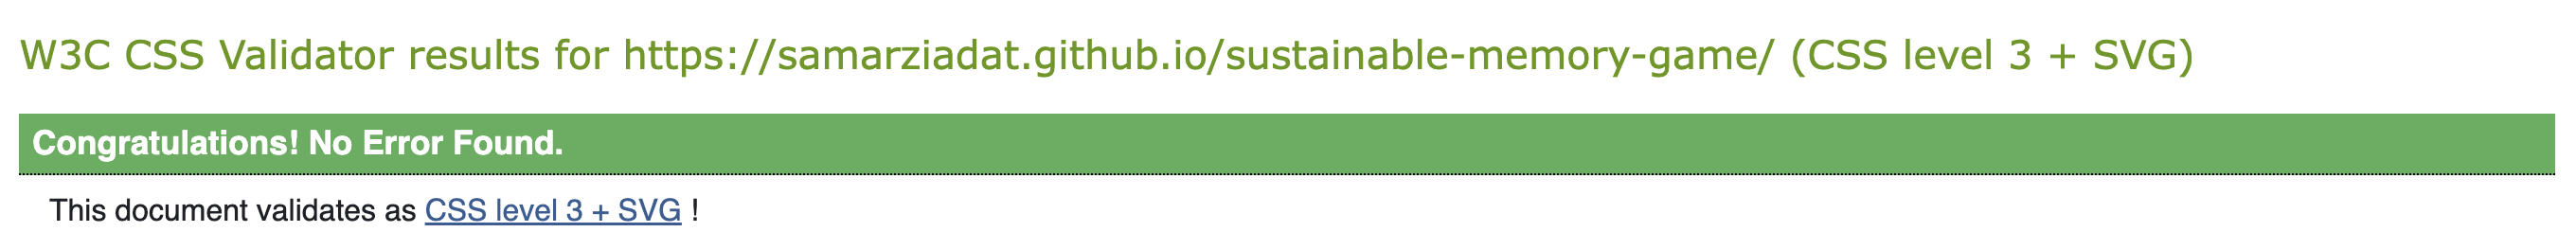 W3C CSS Validator results for https://samarziadat.github.io/sustainable-memory-game/ (CSS level 3 + SVG)
Congratulations! No Error Found.
This document validates as CSS level 3 + SVG !